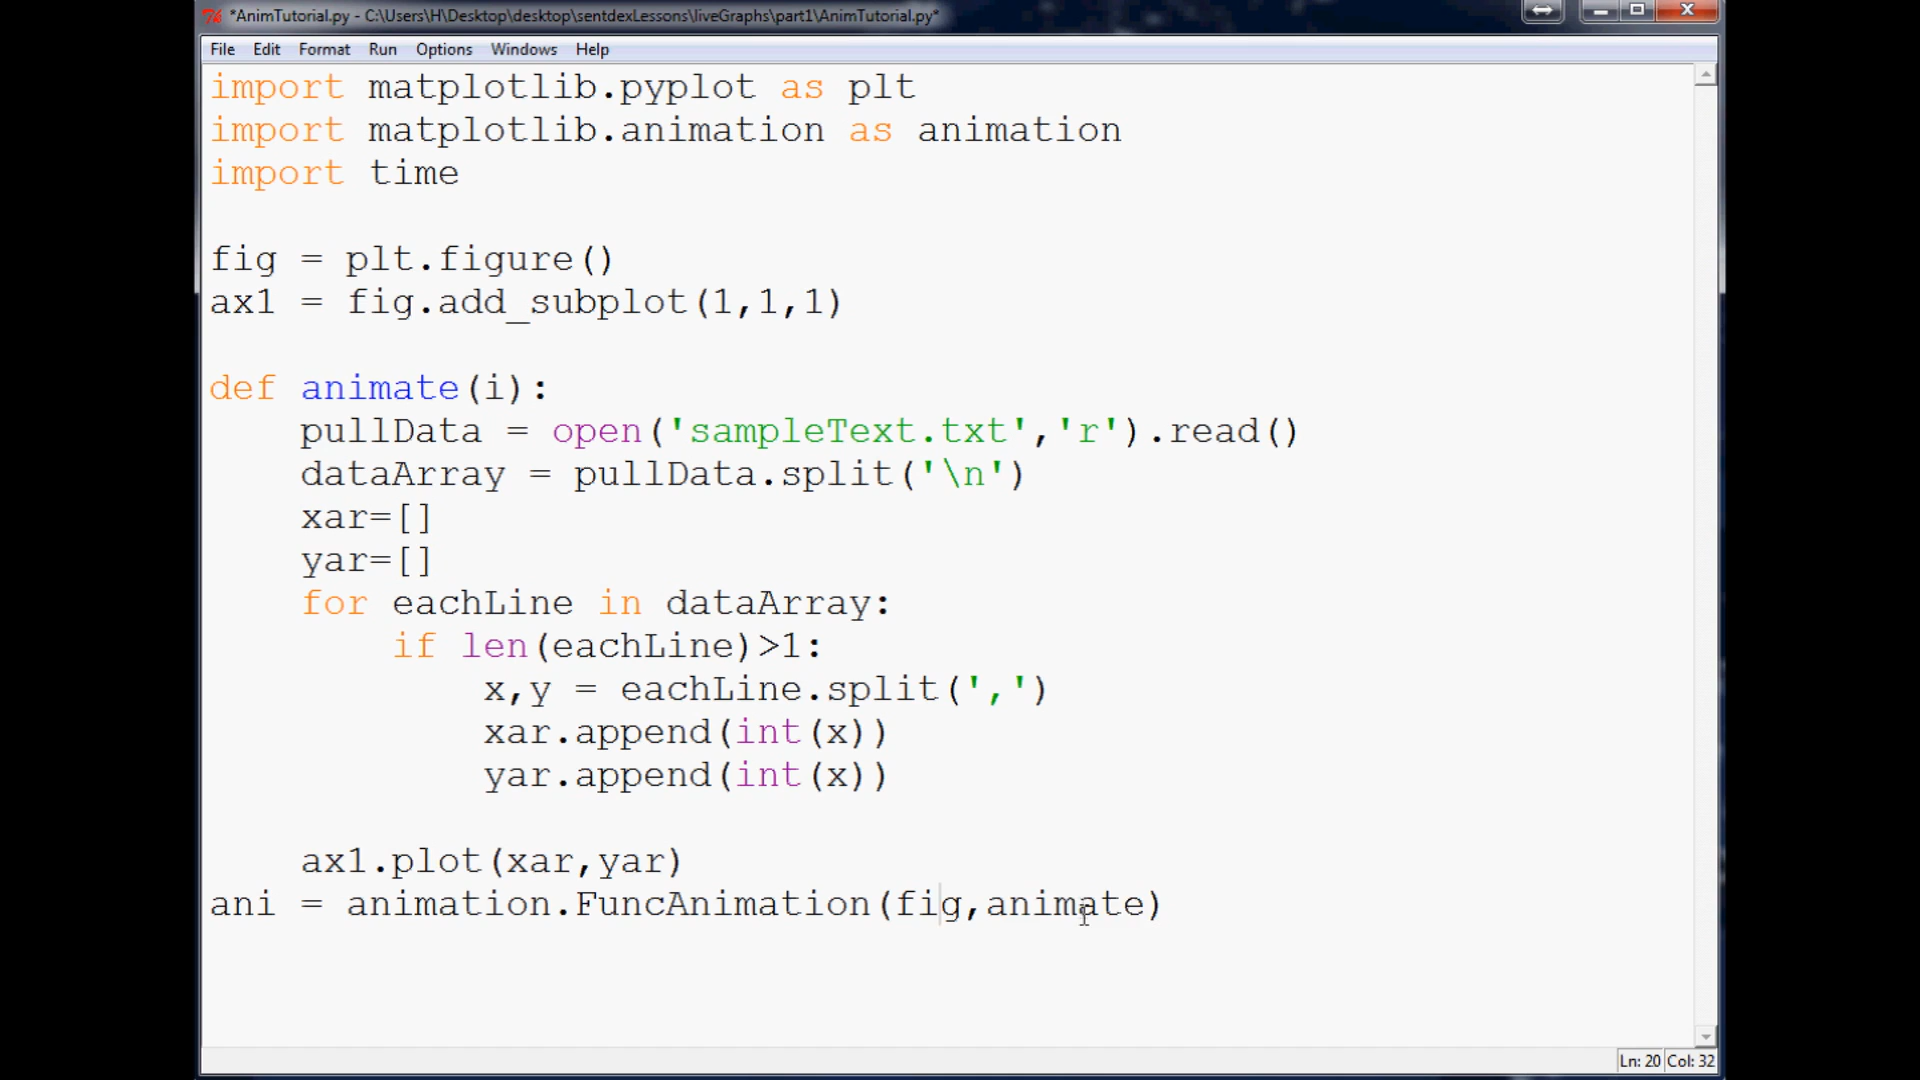 *AnimTutorial.py - C:\Users\H\Desktop\desktop\sentdexLessons\liveGraphs\part1\AnimTutorial.py*
File Edit Format Run Options Windows Help
import matplotlib.pyplot as plt
import matplotlib.animation as animation
import time
fig = plt.figure()
ax1 = fig.add_subplot(1,1,1)
def animate(i):
    pullData = open('sampleText.txt','r').read()
    dataArray = pullData.split('\n')
    xar=[]
    yar=[]
    for eachLine in dataArray:
        if len(eachLine)>1:
            x,y = eachLine.split(',')
            xar.append(int(x))
            yar.append(int(x))
    ax1.plot(xar,yar)
ani = animation.FuncAnimation(fig,animate)
Ln: 20 Col: 32